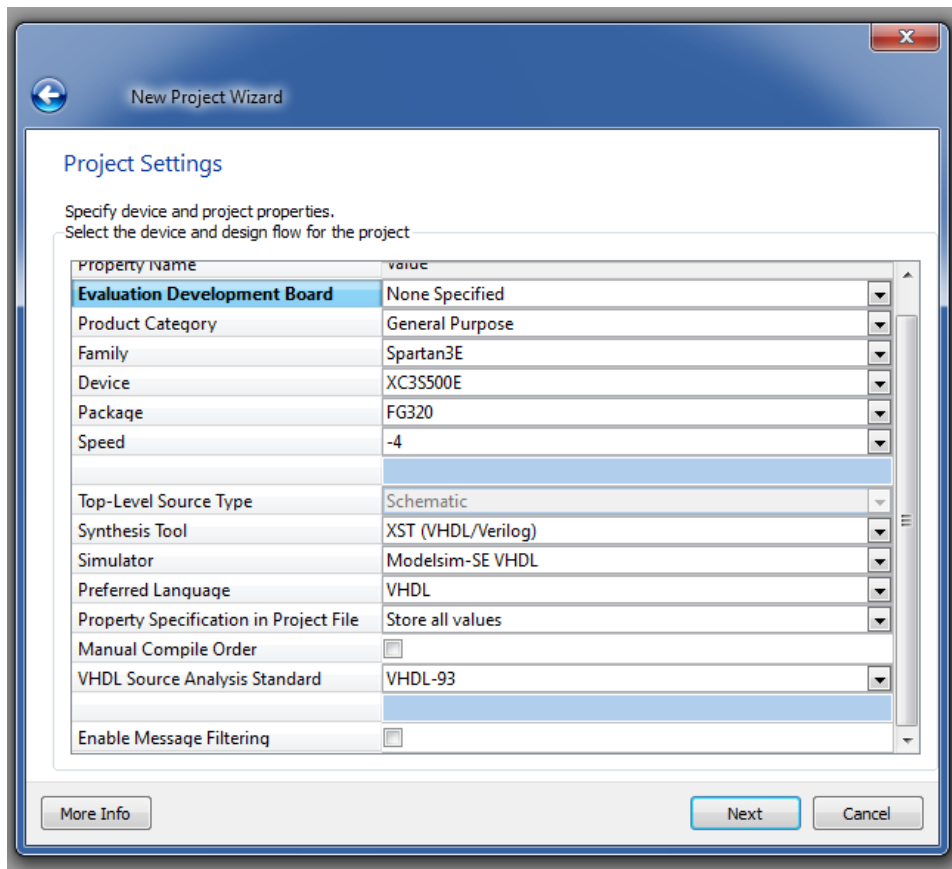 X
New Project Wizard
Project Settings
Specify device and project properties.
Select the device and design flow for the project
Property Name Value
Evaluation Development Board None Specified
Product Category General Purpose
Family Spartan3E
Device XC3S500E
Package FG320
Speed -4
Top-Level Source Type Schematic
Synthesis Tool XST (VHDL/Verilog)
Simulator Modelsim-SE VHDL
Preferred Language VHDL
Property Specification in Project File Store all values
Manual Compile Order
VHDL Source Analysis Standard VHDL-93
Enable Message Filtering
More Info Next Cancel